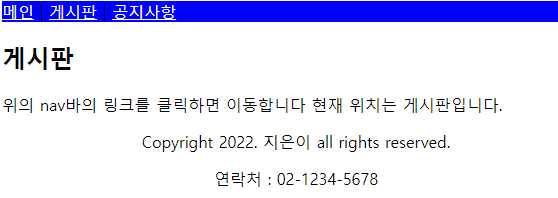 메인 | 게시판 | 공지사항
게시판
위의 nav바의 링크를 클릭하면 이동합니다 현재 위치는 게시판입니다.
Copyright 2022. 지은이 all rights reserved.
연락처 : 02-1234-5678